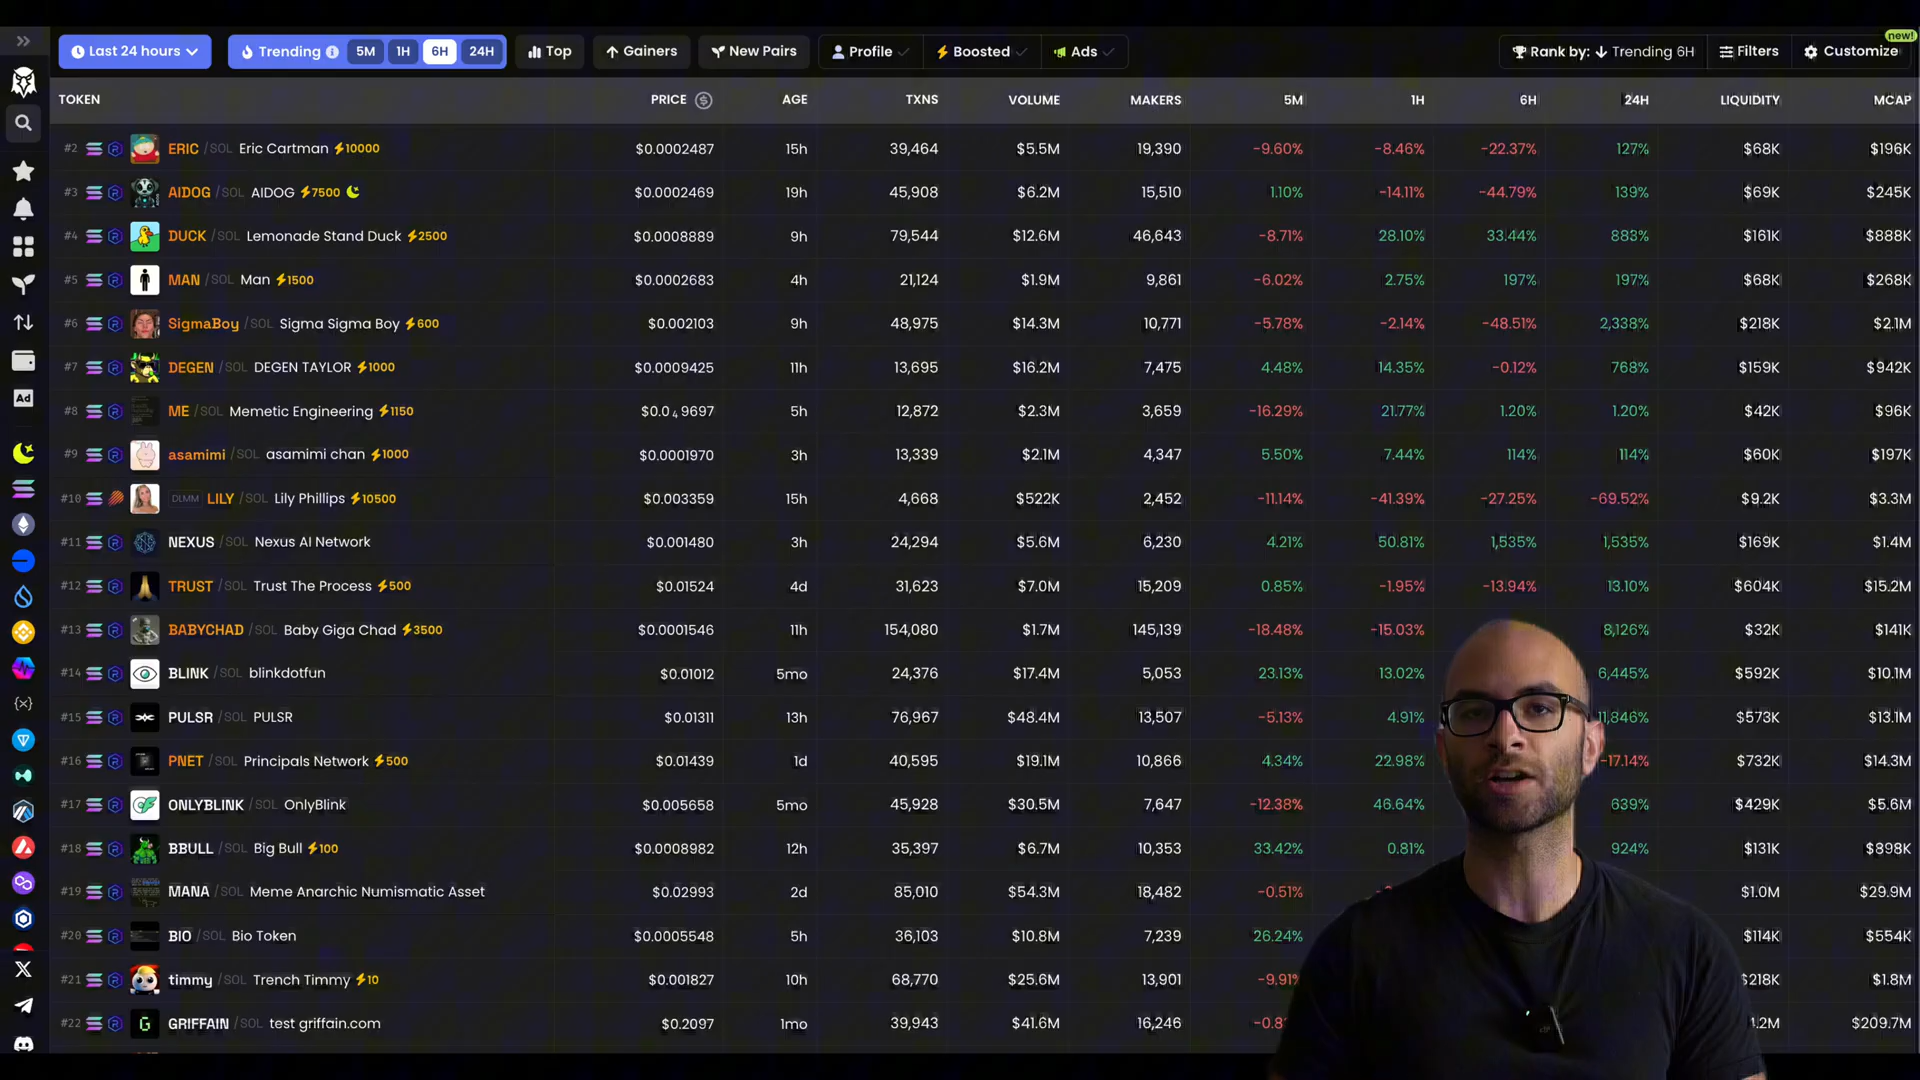 new!
Last 24 hours Trending 5M 1H 6H 24H Top Gainers New Pairs Profile Boosted Ads Rank by: Trending 6H Filters Customize
TOKEN PRICE AGE TXNS VOLUME MAKERS 5M 1H 6H 24H LIQUIDITY MCAP
#2 ERIC /SOL Eric Cartman 10000 $0.0002487 15h 39,464 $5.5M 19,390 -9.60% -8.46% -22.37% 127% $68K $196K
#3 AIDOG /SOL AIDOG 7500 $0.0002469 19h 45,908 $6.2M 15,510 1.10% -14.11% -44.79% 139% $69K $245K
#4 DUCK /SOL Lemonade Stand Duck 2500 $0.0008889 9h 79,544 $12.6M 46,643 -8.71% 28.10% 33.44% 883% $161K $888K
#5 MAN /SOL Man 1500 $0.0002683 4h 21,124 $1.9M 9,861 -6.02% 2.75% 197% 197% $68K $268K
#6 SigmaBoy /SOL Sigma Sigma Boy 600 $0.002103 9h 48,975 $14.3M 10,771 -5.78% -2.14% -48.51% 2,338% $218K $2.1M
#7 DEGEN /SOL DEGEN TAYLOR 1000 $0.0009425 11h 13,695 $16.2M 7,475 4.48% 14.35% -0.12% 768% $159K $942K
#8 ME /SOL Memetic Engineering 1150 $0.0₄9697 5h 12,872 $2.3M 3,659 -16.29% 21.77% 1.20% 1.20% $42K $96K
Ad
#9 asamimi /SOL asamimi chan 1000 $0.0001970 3h 13,339 $2.1M 4,347 5.50% 7.44% 114% 114% $60K $197K
#10 DLMM LILY /SOL Lily Phillips 10500 $0.003359 15h 4,668 $522K 2,452 -11.14% -41.39% -27.25% -69.52% $9.2K $3.3M
#11 NEXUS /SOL Nexus AI Network $0.001480 3h 24,294 $5.6M 6,230 4.21% 50.81% 1,535% 1,535% $169K $1.4M
#12 TRUST /SOL Trust The Process 500 $0.01524 4d 31,623 $7.0M 15,209 0.85% -1.95% -13.94% 13.10% $604K $15.2M
#13 BABYCHAD /SOL Baby Giga Chad 3500 $0.0001546 11h 154,080 $1.7M 145,139 -18.48% -15.03% 8,126% $32K $141K
#14 BLINK /SOL blinkdotfun $0.01012 5mo 24,376 $17.4M 5,053 23.13% 13.02% 6,445% $592K $10.1M
#15 PULSR /SOL PULSR $0.01311 13h 76,967 $48.4M 13,507 -5.13% 4.91% 11,846% $573K $13.1M
#16 PNET /SOL Principals Network 500 $0.01439 1d 40,595 $19.1M 10,866 4.34% 22.98% -17.14% $732K $14.3M
#17 ONLYBLINK /SOL OnlyBlink $0.005658 5mo 45,928 $30.5M 7,647 -12.38% 46.64% 639% $429K $5.6M
#18 BBULL /SOL Big Bull 100 $0.0008982 12h 35,397 $6.7M 10,353 33.42% 0.81% 924% $131K $898K
#19 MANA /SOL Meme Anarchic Numismatic Asset $0.02993 2d 85,010 $54.3M 18,482 -0.51% $1.0M $29.9M
#20 BIO /SOL Bio Token $0.0005548 5h 36,103 $10.8M 7,239 26.24% $114K $554K
#21 timmy /SOL Trench Timmy 10 $0.001827 10h 68,770 $25.6M 13,901 -9.91% $218K $1.8M
#22 GRIFFAIN /SOL test griffain.com $0.2097 1mo 39,943 $41.6M 16,246 -0.8 .2M $209.7M